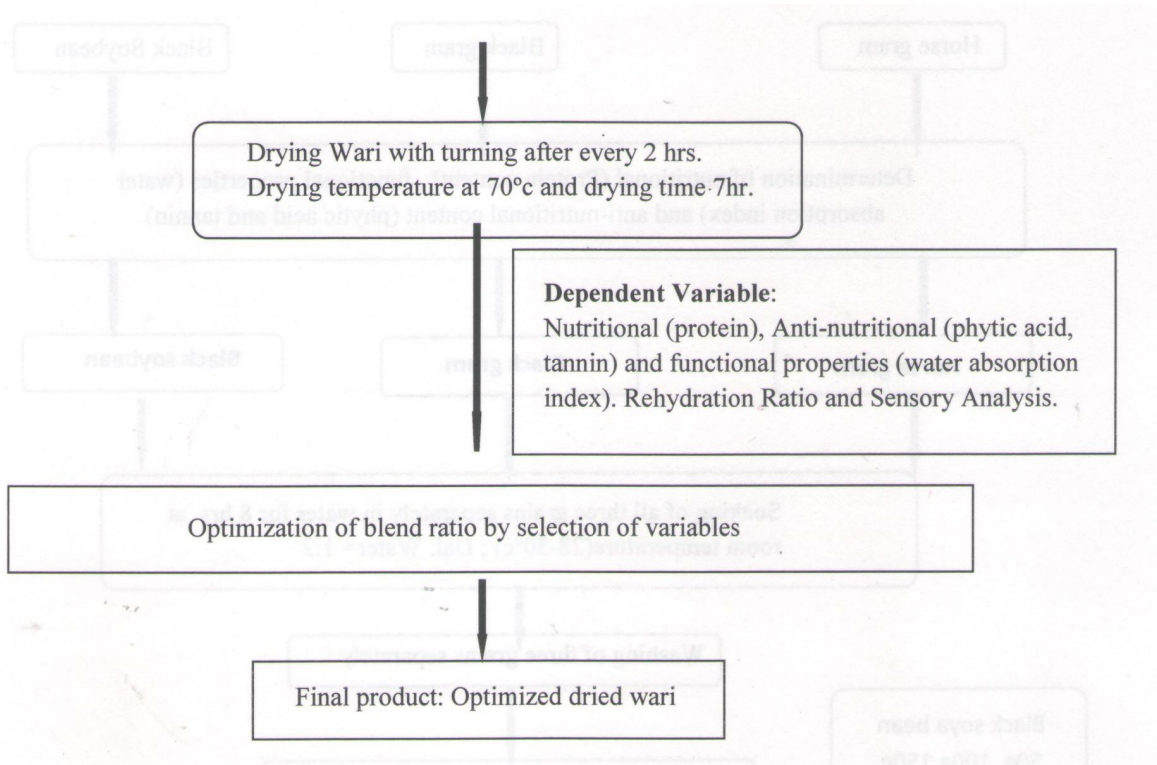 Drying Wari with turning after every 2 hrs.
Drying temperature at 70°c and drying time 7hr.
Dependent Variable:
Nutritional (protein), Anti-nutritional (phytic acid,
tannin) and functional properties (water absorption
index). Rehydration Ratio and Sensory Analysis.
Optimization of blend ratio by selection of variables
Final product: Optimized dried wari